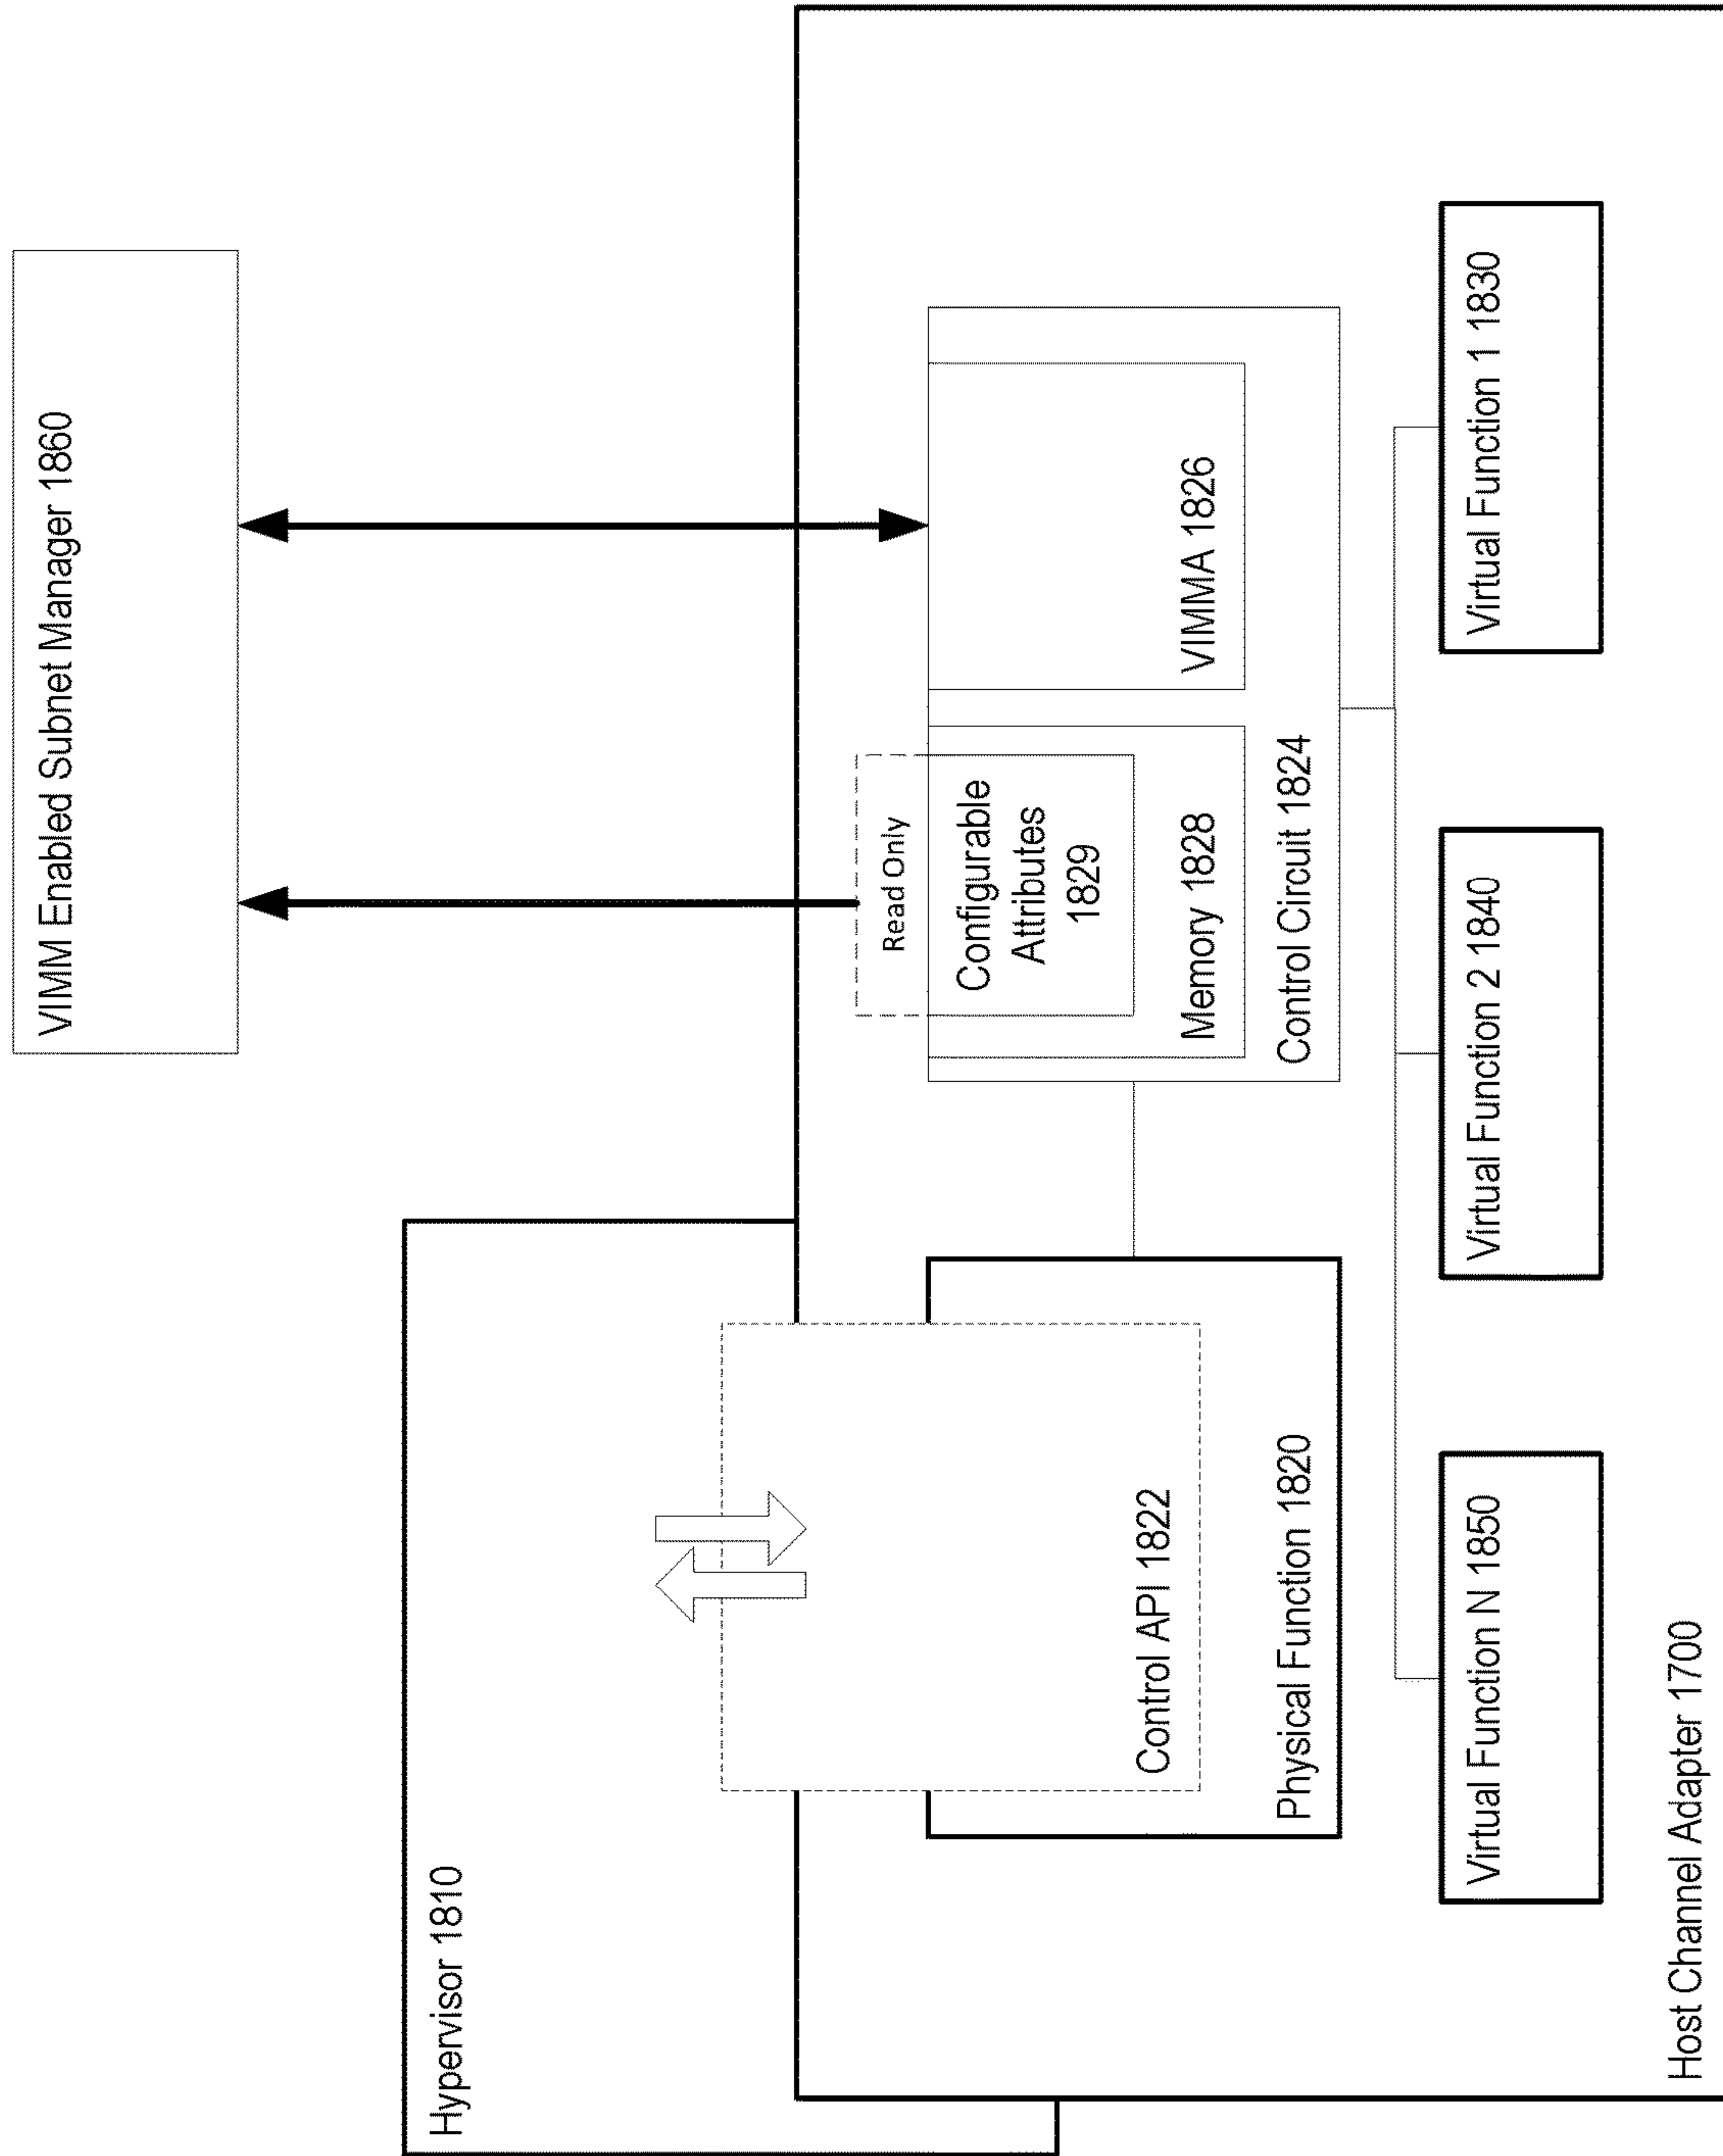 VIMM Enabled Subnet Manager 1860
Hypervisor 1810
Control API 1822
Physical Function 1820
Read Only
Configurable
Attributes
1829
Memory 1828
VIMMA 1826
Control Circuit 1824
Virtual Function N 1850
Virtual Function 2 1840
Virtual Function 1 1830
Host Channel Adapter 1700